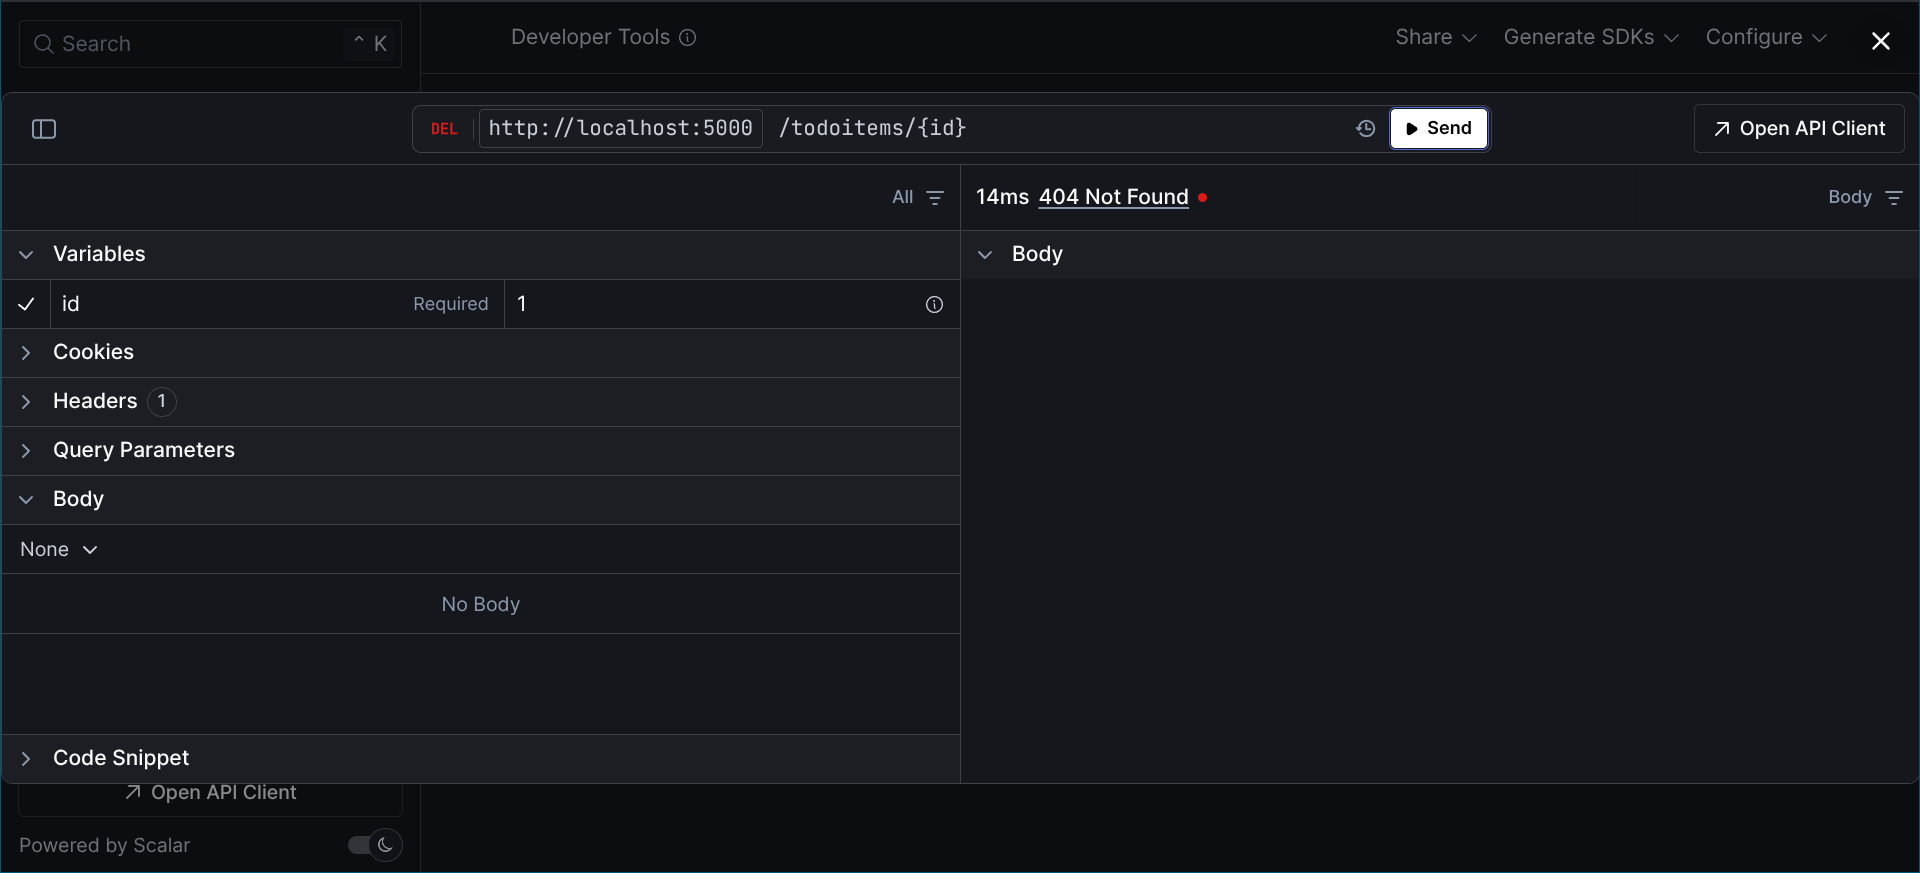 Search
⌃ K
Developer Tools
Share
Generate SDKs
Configure
DEL
http://localhost:5000
/todoitems/{id}
Send
Open API Client
All
14ms 404 Not Found
Body
Variables
id
Required
1
Cookies
Headers 1
Query Parameters
Body
None
No Body
Code Snippet
Body
Open API Client
Powered by Scalar